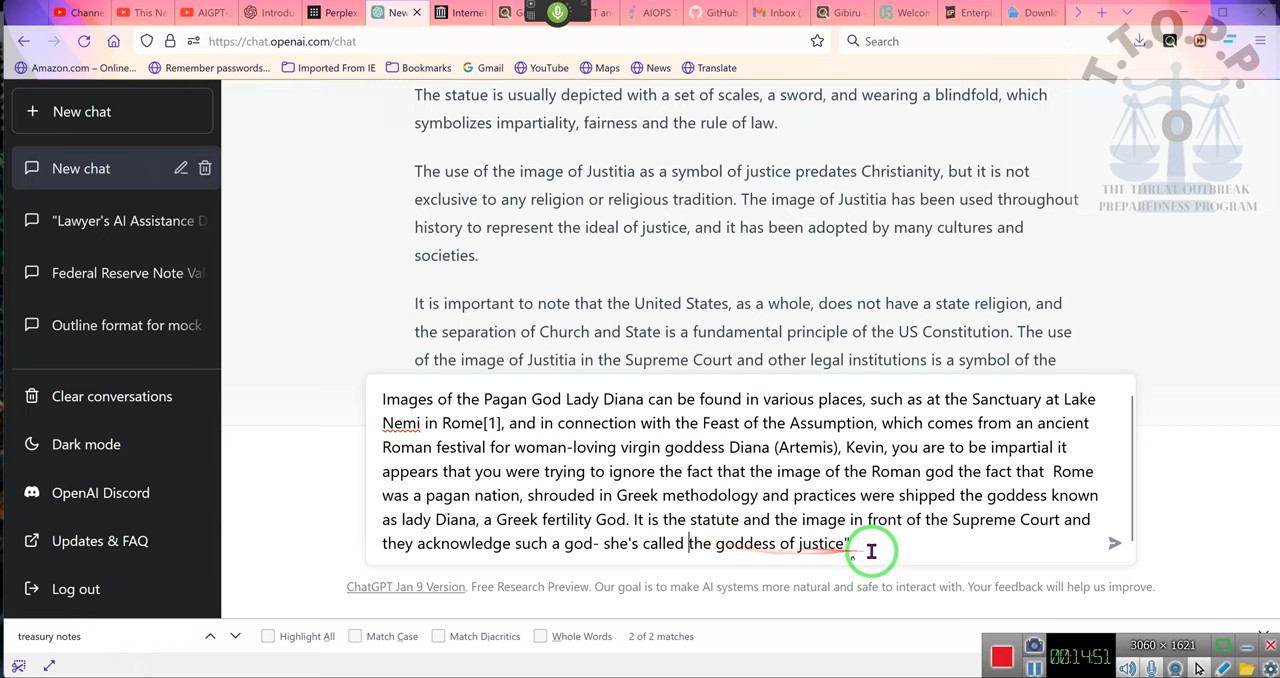 Channe
This Ne
AIGPT-
Introdu
Perplex
New
Internet
G
T and
AIOPS T
GitHub
Inbox (
Gibiru -
Welcom
Enterpi
Downlo
https://chat.openai.com/chat
Search
Amazon.com – Online...
Remember passwords...
Imported From IE
Bookmarks
Gmail
YouTube
Maps
News
Translate
T.T.O.P.P.
O
THE THREAT OUTBREAK
PREPAREDNESS PROGRAM
New chat
New chat
"Lawyer's AI Assistance D
Federal Reserve Note Val
Outline format for mock
Clear conversations
Dark mode
OpenAI Discord
Updates & FAQ
Log out
The statue is usually depicted with a set of scales, a sword, and wearing a blindfold, which
symbolizes impartiality, fairness and the rule of law.
The use of the image of Justitia as a symbol of justice predates Christianity, but it is not
exclusive to any religion or religious tradition. The image of Justitia has been used throughout
history to represent the ideal of justice, and it has been adopted by many cultures and
societies.
It is important to note that the United States, as a whole, does not have a state religion, and
the separation of Church and State is a fundamental principle of the US Constitution. The use
of the image of Justitia in the Supreme Court and other legal institutions is a symbol of the
Images of the Pagan God Lady Diana can be found in various places, such as at the Sanctuary at Lake
Nemi in Rome[1], and in connection with the Feast of the Assumption, which comes from an ancient
Roman festival for woman-loving virgin goddess Diana (Artemis), Kevin, you are to be impartial it
appears that you were trying to ignore the fact that the image of the Roman god the fact that Rome
was a pagan nation, shrouded in Greek methodology and practices were shipped the goddess known
as lady Diana, a Greek fertility God. It is the statute and the image in front of the Supreme Court and
they acknowledge such a god- she's called the goddess of justice"
ChatGPT Jan 9 Version. Free Research Preview. Our goal is to make AI systems more natural and safe to interact with. Your feedback will help us improve.
treasury notes
Highlight All
Match Case
Match Diacritics
Whole Words
2 of 2 matches
3060 × 1621
00:14:51